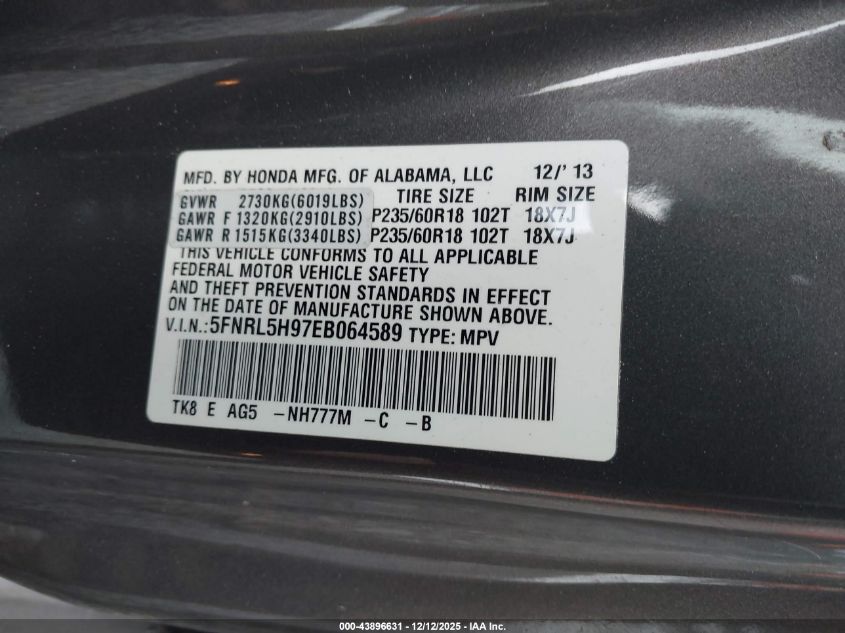 MFD. BY HONDA MFG. OF ALABAMA, LLC 12/' 13
TIRE SIZE RIM SIZE
GVWR 2730KG(6019LBS)
GAWR F 1320KG(2910LBS) P235/60R18 102T 18X7J
GAWR R 1515KG(3340LBS) P235/60R18 102T 18X7J
THIS VEHICLE CONFORMS TO ALL APPLICABLE
FEDERAL MOTOR VEHICLE SAFETY
AND THEFT PREVENTION STANDARDS IN EFFECT
ON THE DATE OF MANUFACTURE SHOWN ABOVE.
V.I.N.:5FNRL5H97EB064589 TYPE: MPV
TK8 E AG5 -NH777M -C -B
000-43896631 - 12/12/2025 - IAA Inc.